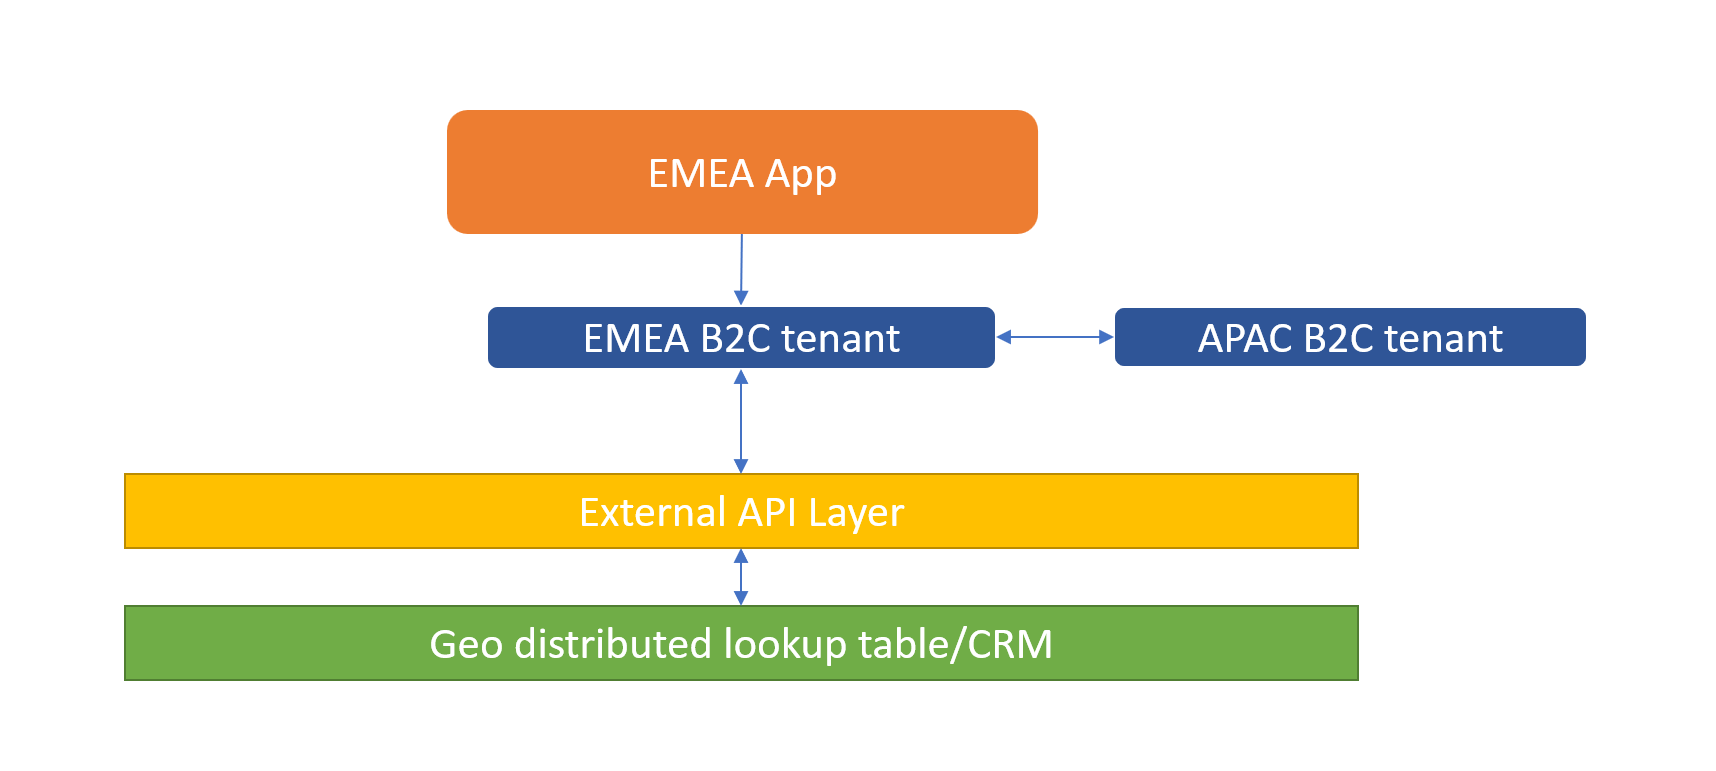 EMEA App
EMEA B2C tenant
APAC B2C tenant
External API Layer
Geo distributed lookup table/CRM